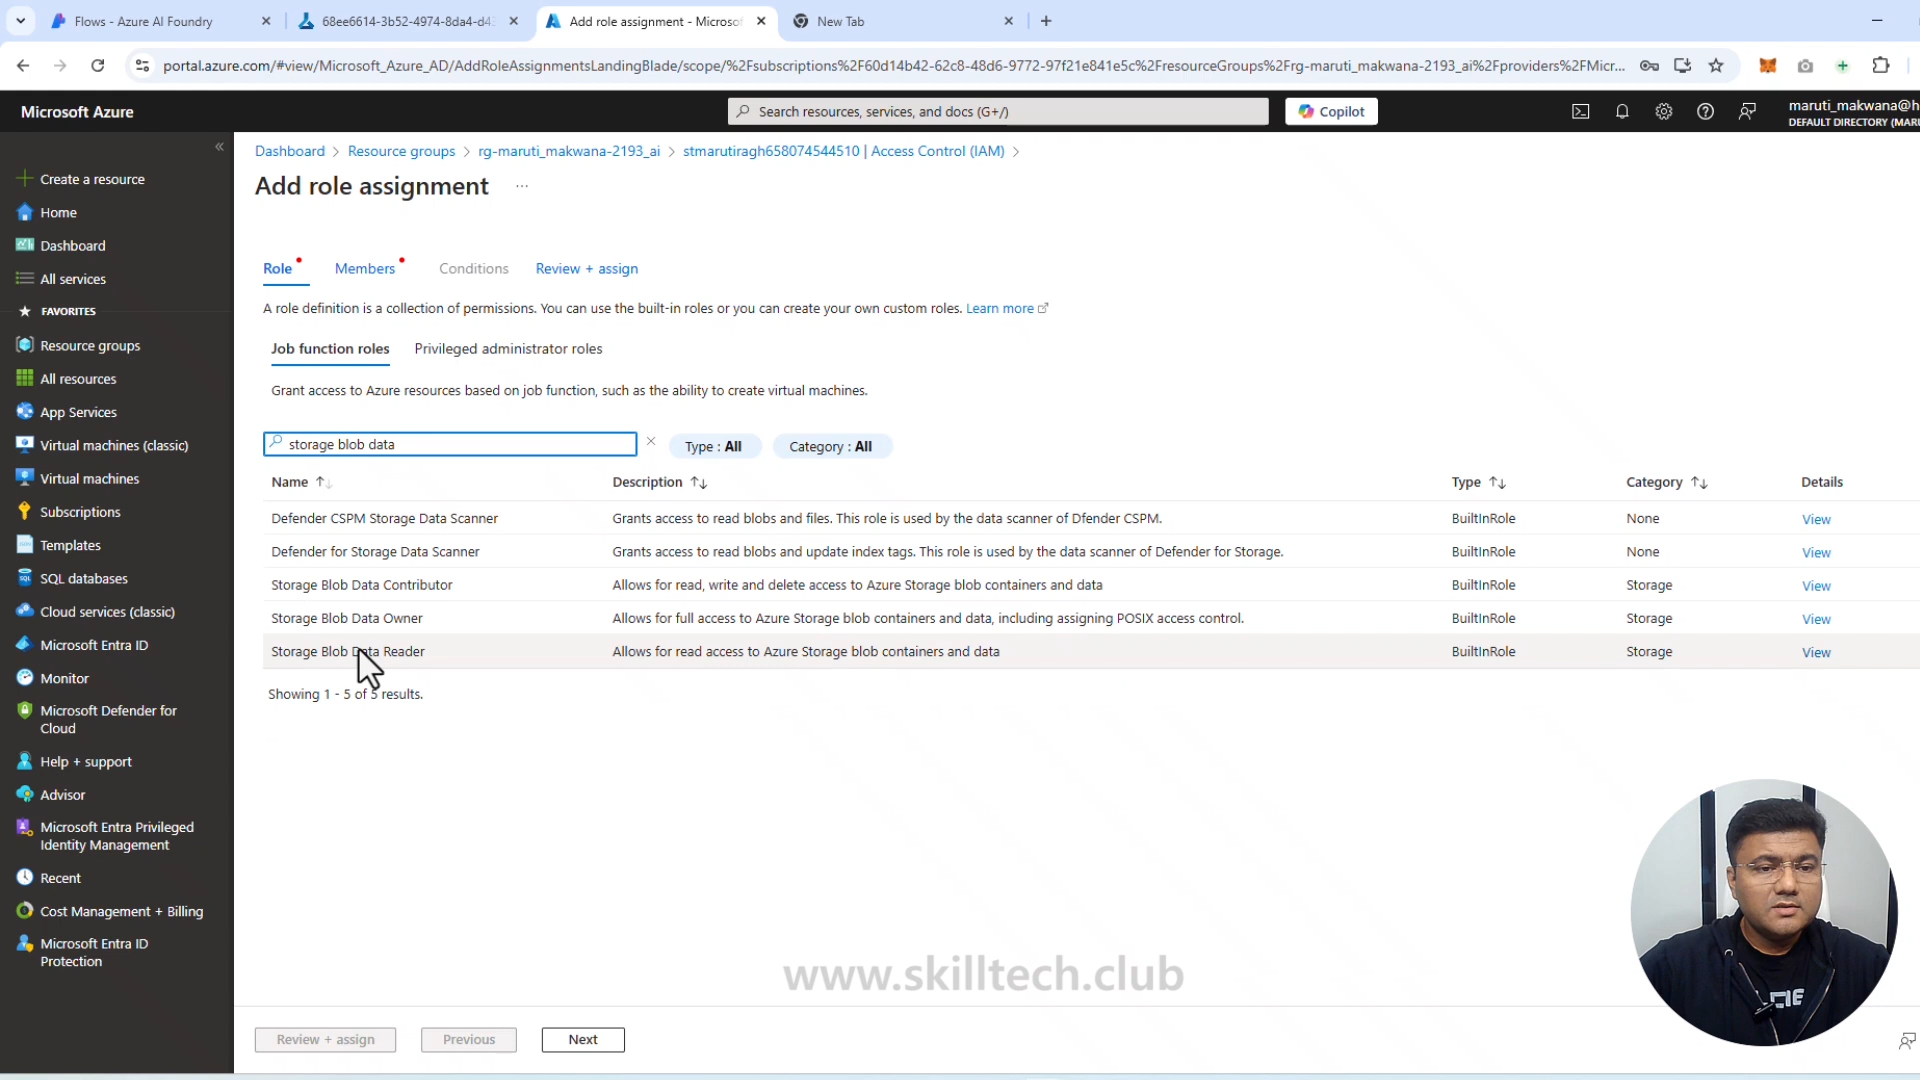 Flows - Azure AI Foundry
68ee6614-3b52-4974-8da4-d4
Add role assignment - Microsof
New Tab
portal.azure.com/#view/Microsoft_Azure_AD/AddRoleAssignmentsLandingBlade/scope/%2Fsubscriptions%2F60d14b42-62c8-48d6-9772-97f21e841e5c%2FresourceGroups%2Frg-maruti_makwana-2193_ai%2Fproviders%2FMicr...
Microsoft Azure
Search resources, services, and docs (G+/)
Copilot
maruti_makwana@h
DEFAULT DIRECTORY (MARU
Dashboard > Resource groups > rg-maruti_makwana-2193_ai > stmarutiragh658074544510 | Access Control (IAM) >
Add role assignment ...
Create a resource
Home
Dashboard
All services
FAVORITES
Resource groups
All resources
App Services
Virtual machines (classic)
Virtual machines
Subscriptions
Templates
SQL databases
Cloud services (classic)
Microsoft Entra ID
Monitor
Microsoft Defender for
Cloud
Help + support
Advisor
Microsoft Entra Privileged
Identity Management
Recent
Cost Management + Billing
Microsoft Entra ID
Protection
Role Members Conditions Review + assign
A role definition is a collection of permissions. You can use the built-in roles or you can create your own custom roles. Learn more
Job function roles Privileged administrator roles
Grant access to Azure resources based on job function, such as the ability to create virtual machines.
storage blob data Type : All Category : All
Name Description Type Category Details
Defender CSPM Storage Data Scanner Grants access to read blobs and files. This role is used by the data scanner of Dfender CSPM. BuiltInRole None View
Defender for Storage Data Scanner Grants access to read blobs and update index tags. This role is used by the data scanner of Defender for Storage. BuiltInRole None View
Storage Blob Data Contributor Allows for read, write and delete access to Azure Storage blob containers and data BuiltInRole Storage View
Storage Blob Data Owner Allows for full access to Azure Storage blob containers and data, including assigning POSIX access control. BuiltInRole Storage View
Storage Blob Data Reader Allows for read access to Azure Storage blob containers and data BuiltInRole Storage View
Showing 1 - 5 of 5 results.
www.skilltech.club
Review + assign Previous Next